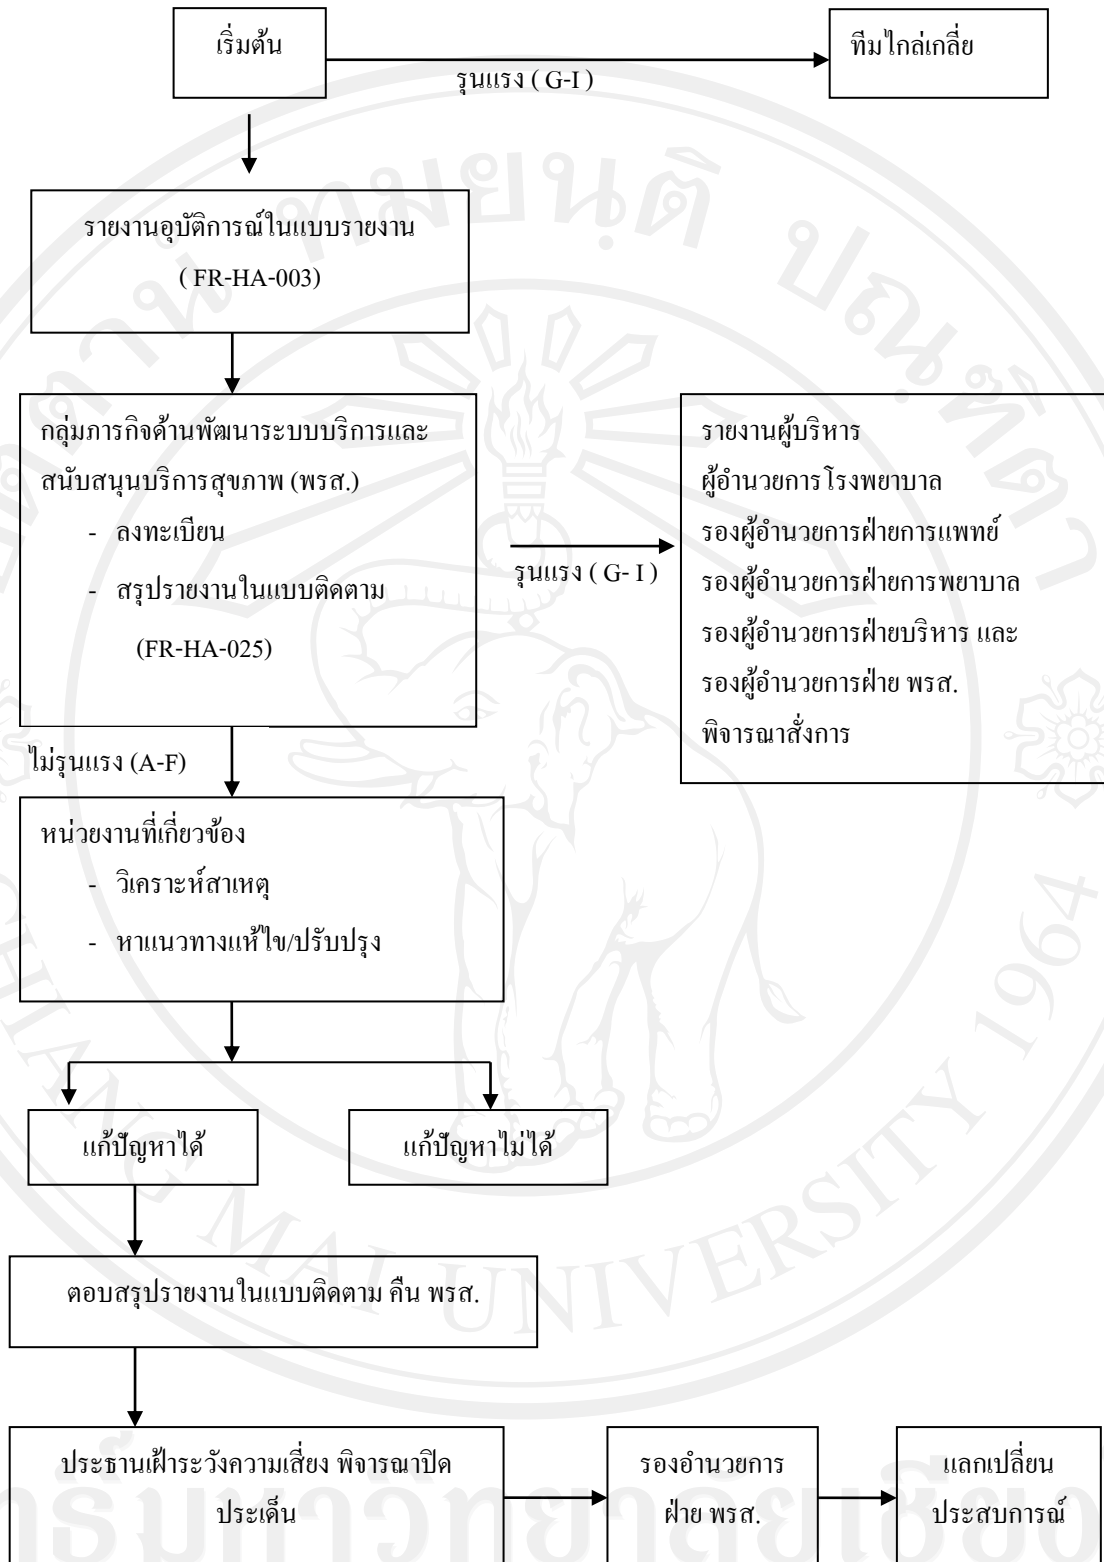 เริ่มต้น
ทีมไกล่เกลี่ย
รุนแรง ( G-I )
รายงานอุบัติการณ์ในแบบรายงาน
( FR-HA-003)
กลุ่มภารกิจด้านพัฒนาระบบบริการและ
สนับสนุนบริการสุขภาพ (พรส.)
- ลงทะเบียน
- สรุปรายงานในแบบติดตาม
(FR-HA-025)
รุนแรง ( G- I )
รายงานผู้บริหาร
ผู้อำนวยการโรงพยาบาล
รองผู้อำนวยการฝ่ายการแพทย์
รองผู้อำนวยการฝ่ายการพยาบาล
รองผู้อำนวยการฝ่ายบริหาร และ
รองผู้อำนวยการฝ่าย พรส.
พิจารณาสั่งการ
ไม่รุนแรง (A-F)
หน่วยงานที่เกี่ยวข้อง
- วิเคราะห์สาเหตุ
- หาแนวทางแห้ไข/ปรับปรุง
แก้ปัญหาได้
แก้ปัญหาไม่ได้
ตอบสรุปรายงานในแบบติดตาม คืน พรส.
ประธานเฝ้าระวังความเสี่ยง พิจารณาปิด
ประเด็น
รองอำนวยการ
ฝ่าย พรส.
แลกเปลี่ยน
ประสบการณ์
CHIANG MAI UNIVERSITY 1964